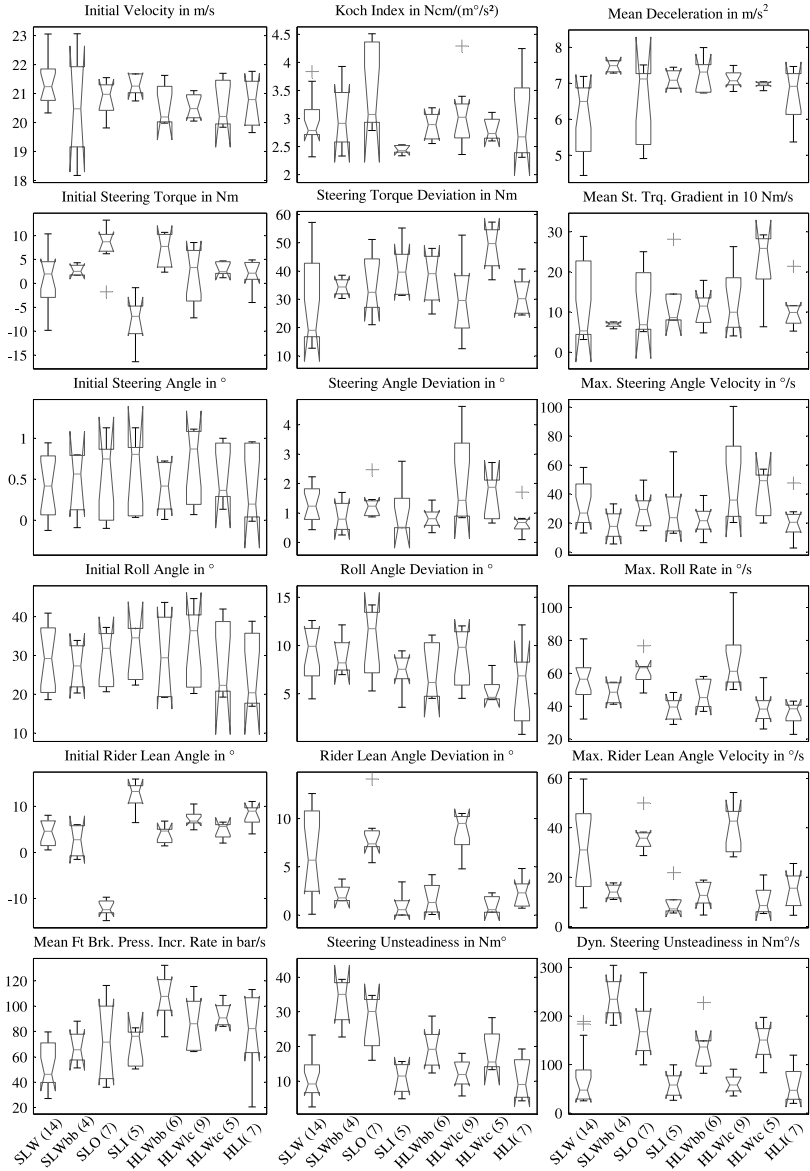 Initial Velocity in m/s
Koch Index in Ncm/(m°/s²)
Mean Deceleration in m/s²
23
22
21
20
19
18
4.5
4
3.5
3
2.5
2
8
7
6
5
Initial Steering Torque in Nm
Steering Torque Deviation in Nm
Mean St. Trq. Gradient in 10 Nm/s
10
5
0
-5
-10
-15
60
50
40
30
20
10
30
20
10
0
Initial Steering Angle in °
Steering Angle Deviation in °
Max. Steering Angle Velocity in °/s
1
0.5
0
4
3
2
1
0
100
80
60
40
20
0
Initial Roll Angle in °
Roll Angle Deviation in °
Max. Roll Rate in °/s
40
30
20
10
15
10
5
100
80
60
40
20
Initial Rider Lean Angle in °
Rider Lean Angle Deviation in °
Max. Rider Lean Angle Velocity in °/s
10
0
-10
10
5
0
60
40
20
0
Mean Ft Brk. Press. Incr. Rate in bar/s
Steering Unsteadiness in Nm°
Dyn. Steering Unsteadiness in Nm°/s
120
100
80
60
40
20
40
30
20
10
300
200
100
0
SLW (14)
SLWbb (4)
SLO (7)
SLI (5)
HLWbb (6)
HLWlc (9)
HLWtc (5)
HLI (7)
SLW (14)
SLWbb (4)
SLO (7)
SLI (5)
HLWbb (6)
HLWlc (9)
HLWtc (5)
HLI (7)
SLW (14)
SLWbb (4)
SLO (7)
SLI (5)
HLWbb (6)
HLWlc (9)
HLWtc (5)
HLI (7)